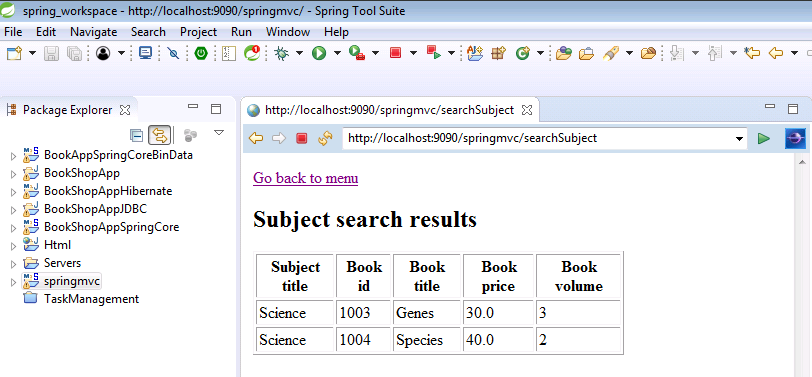 spring_workspace - http://localhost:9090/springmvc/ - Spring Tool Suite
File Edit Navigate Search Project Run Window Help
Package Explorer
BookAppSpringCoreBinData
BookShopApp
BookShopAppHibernate
BookShopAppJDBC
BookShopAppSpringCore
Html
Servers
springmvc
TaskManagement
http://localhost:9090/springmvc/searchSubject
http://localhost:9090/springmvc/searchSubject
Go back to menu
Subject search results
Subject title Book id Book title Book price Book volume
Science 1003 Genes 30.0 3
Science 1004 Species 40.0 2